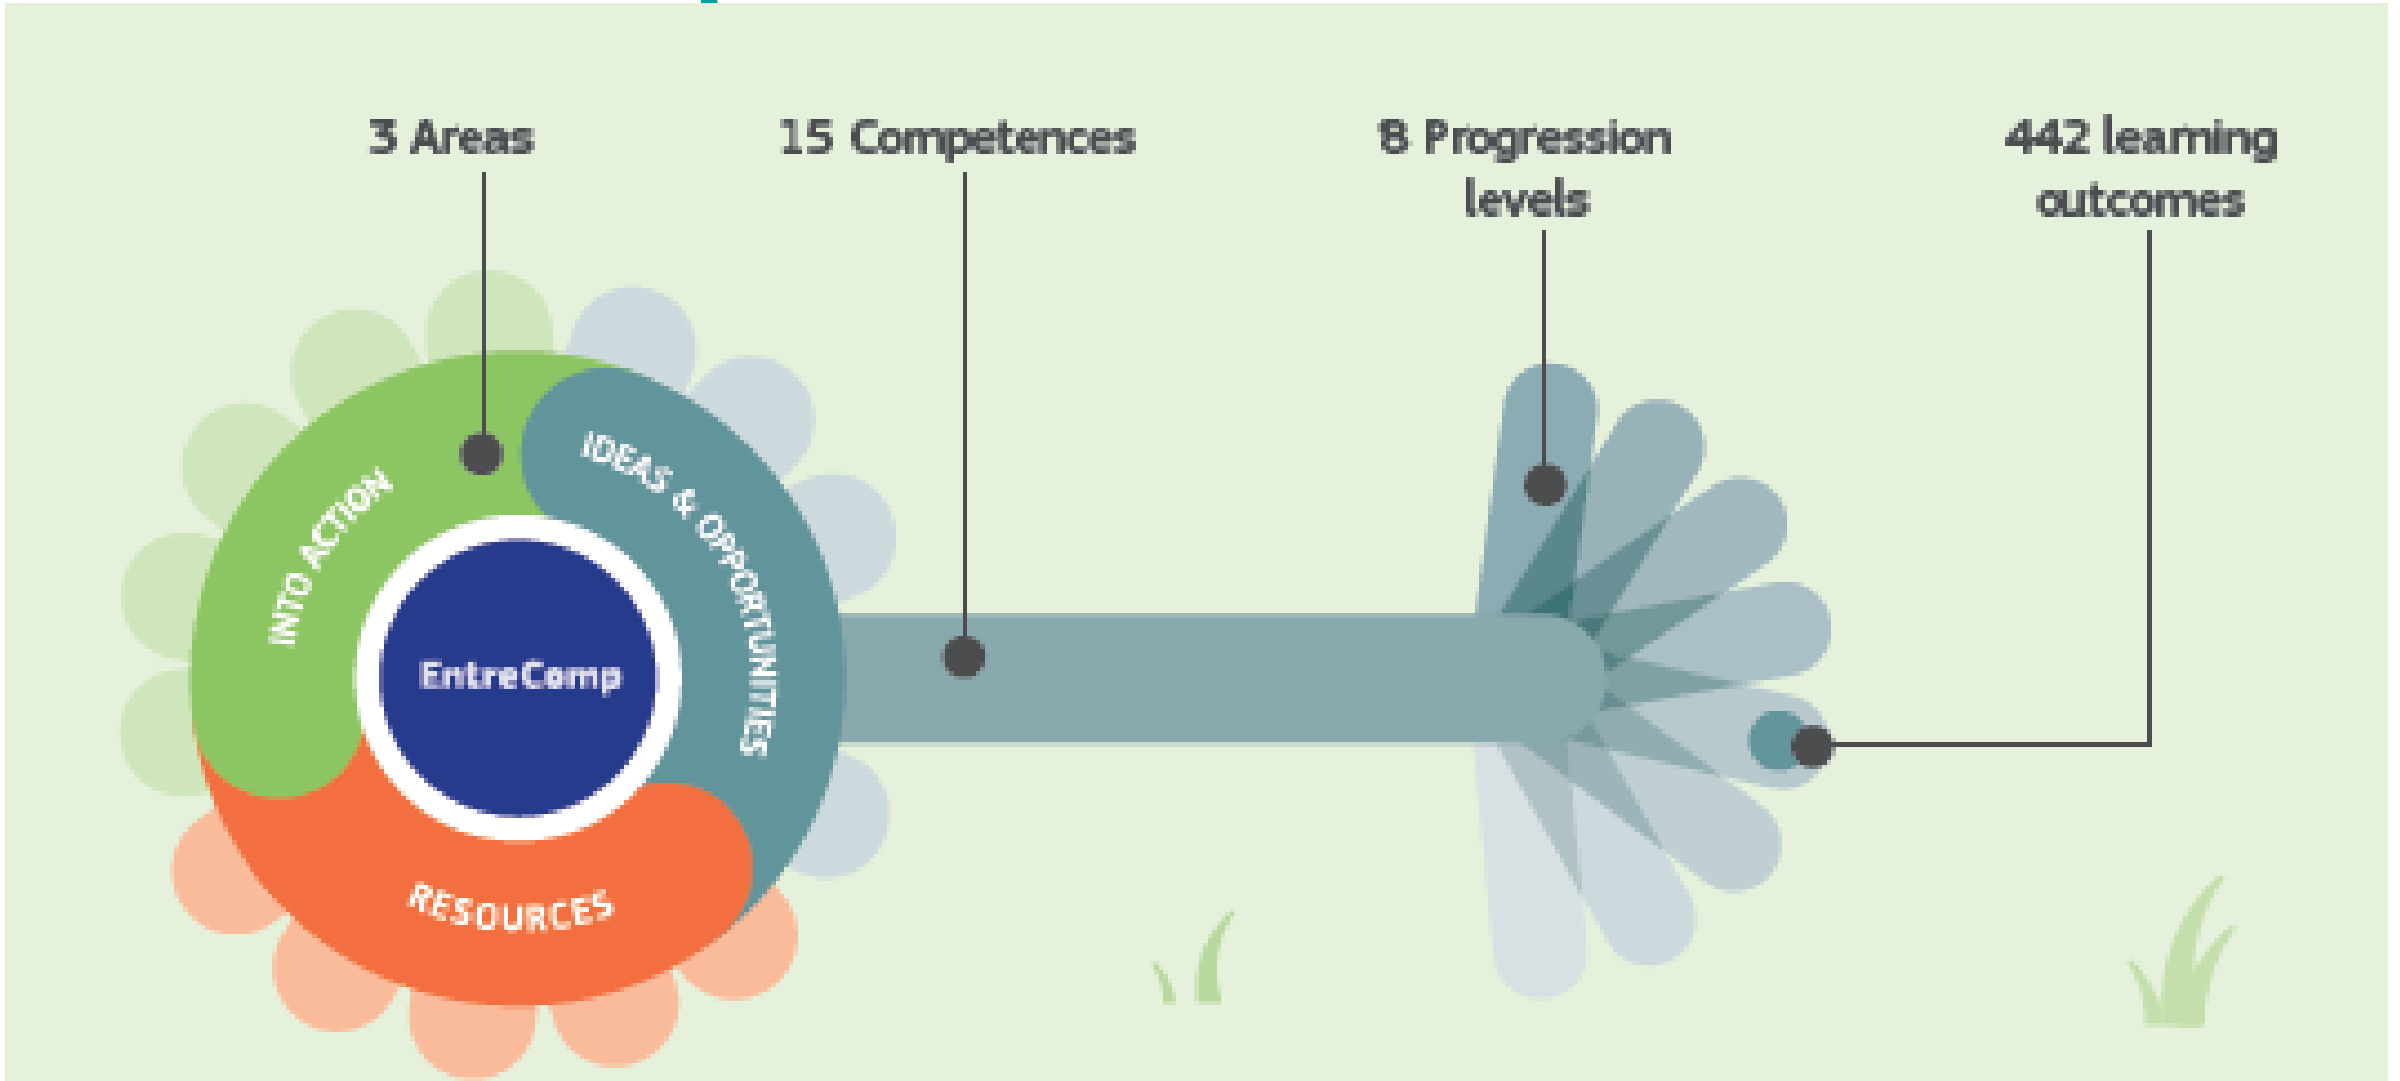 3 Areas
15 Competences
8 Progression
levels
442 learning
outcomes
INTO ACTION
IDEAS & OPPORTUNITIES
EntreComp
RESOURCES